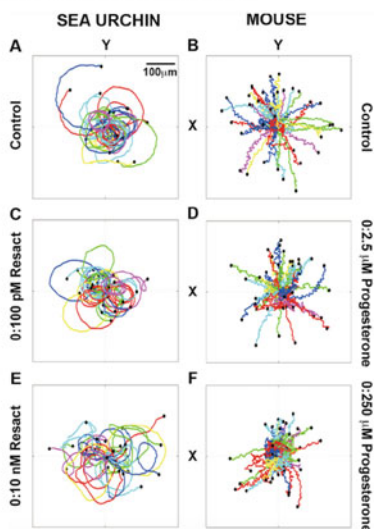 SEA URCHIN MOUSE
A Y B Y
100μm
Control X Control
C D
0:100 pM Resact X 0:2.5 μM Progesterone
E F
0:10 nM Resact X 0:250 μM Progesterone